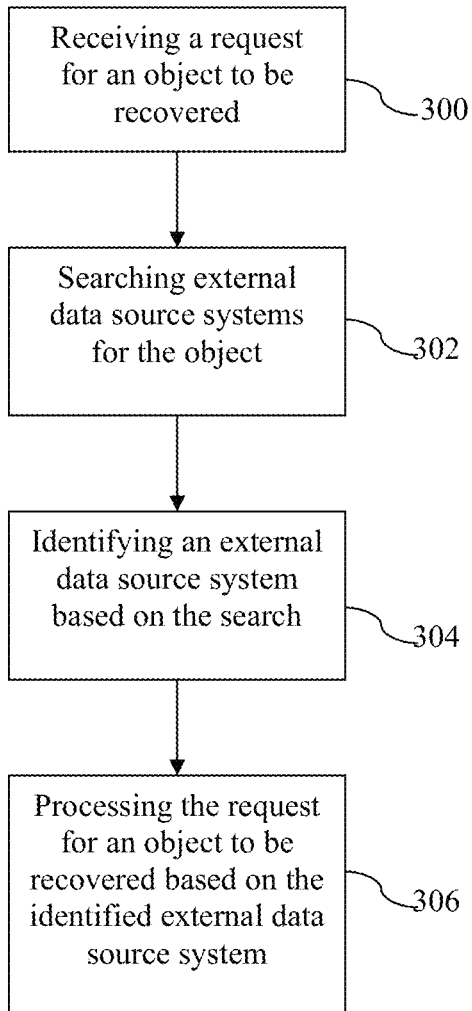 Receiving a request
for an object to be
recovered
300
Searching external
data source systems
for the object
302
Identifying an external
data source system
based on the search
304
Processing the request
for an object to be
recovered based on the
identified external data
source system
306